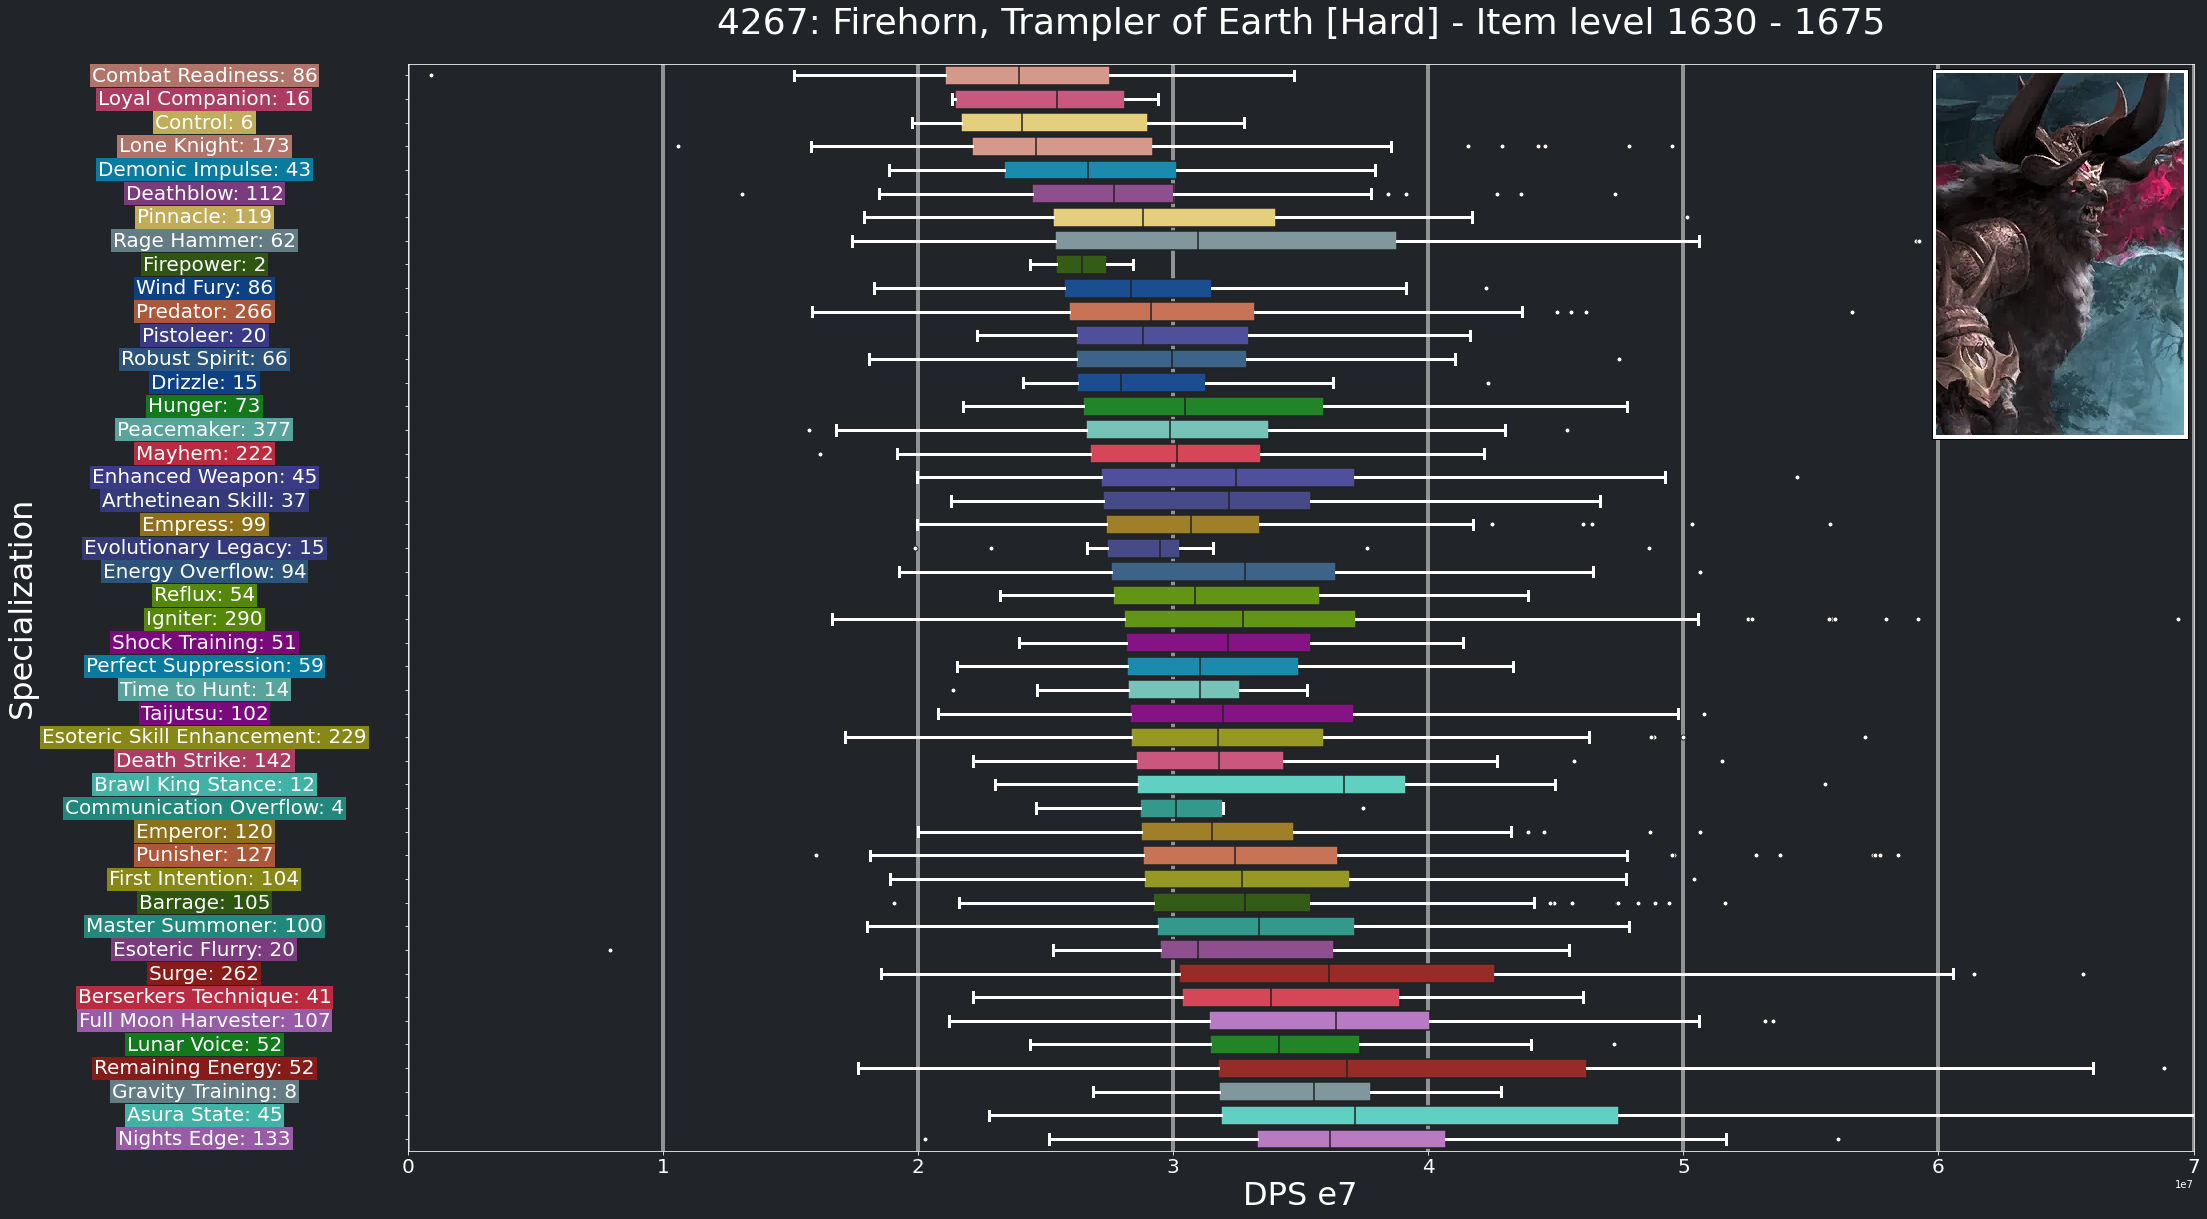 4267: Firehorn, Trampler of Earth [Hard] - Item level 1630 - 1675
Combat Readiness: 86
Loyal Companion: 16
Control: 6
Lone Knight: 173
Demonic Impulse: 43
Deathblow: 112
Pinnacle: 119
Rage Hammer: 62
Firepower: 2
Wind Fury: 86
Predator: 266
Pistoleer: 20
Robust Spirit: 66
Drizzle: 15
Hunger: 73
Peacemaker: 377
Mayhem: 222
Enhanced Weapon: 45
Arthetinean Skill: 37
Empress: 99
Evolutionary Legacy: 15
Energy Overflow: 94
Reflux: 54
Igniter: 290
Shock Training: 51
Perfect Suppression: 59
Time to Hunt: 14
Taijutsu: 102
Esoteric Skill Enhancement: 229
Death Strike: 142
Brawl King Stance: 12
Communication Overflow: 4
Emperor: 120
Punisher: 127
First Intention: 104
Barrage: 105
Master Summoner: 100
Esoteric Flurry: 20
Surge: 262
Berserkers Technique: 41
Full Moon Harvester: 107
Lunar Voice: 52
Remaining Energy: 52
Gravity Training: 8
Asura State: 45
Nights Edge: 133
Specialization
0 1 2 3 4 5 6 7
1e7
DPS e7